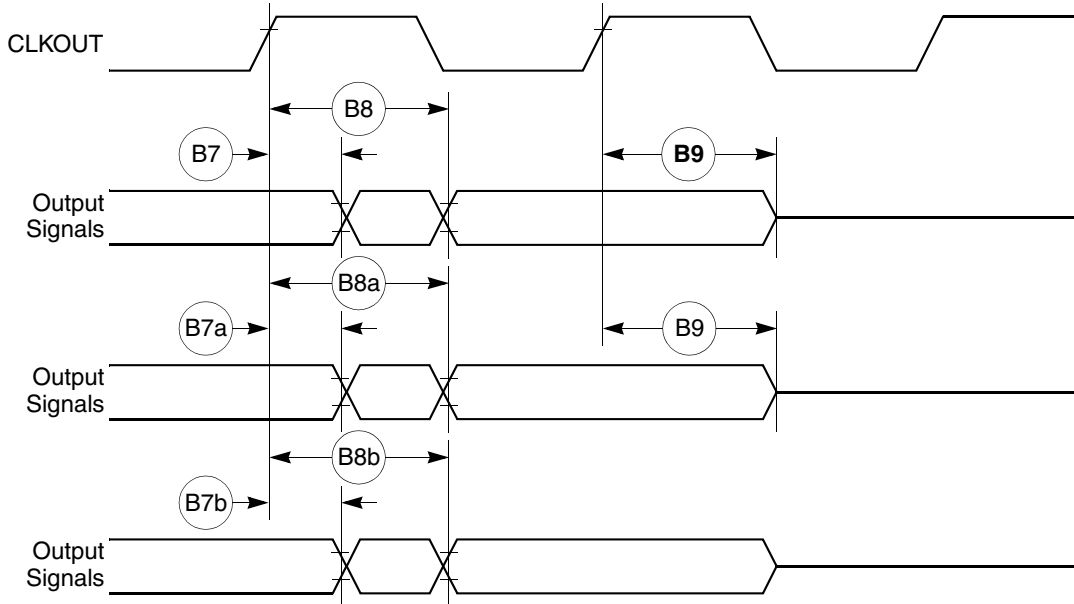 CLKOUT
B8
B7
B9
Output
Signals
B8a
B7a
B9
Output
Signals
B8b
B7b
Output
Signals